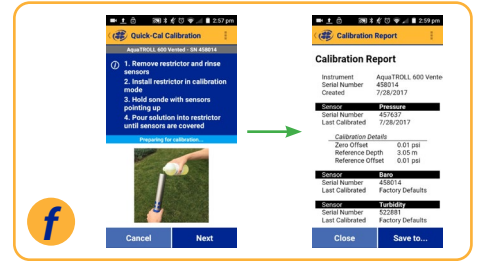 2:57 pm
Quick-Cal Calibration
AquaTROLL 600 Vented - SN 458014
1. Remove restrictor and rinse
sensors
2. Install restrictor in calibration
mode
3. Hold sonde with sensors
pointing up
4. Pour solution into restrictor
until sensors are covered
Preparing for calibration...
Cancel Next
f
2:59 pm
Calibration Report
Calibration Report
Instrument AquaTROLL 600 Vente
Serial Number 458014
Created 7/28/2017
Sensor Pressure
Serial Number 457637
Last Calibrated 7/28/2017
Calibration Details
Zero Offset 0.01 psi
Reference Depth 3.05 m
Reference Offset 0.01 psi
Sensor Baro
Serial Number 458014
Last Calibrated Factory Defaults
Sensor Turbidity
Serial Number 522881
Last Calibrated Factory Defaults
Close Save to...